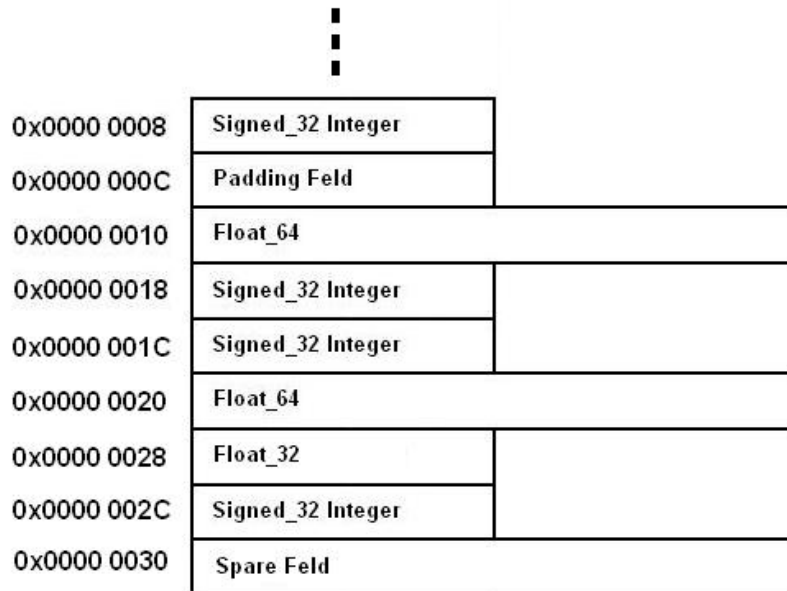 0x0000 0008 Signed_32 Integer
0x0000 000C Padding Feld
0x0000 0010 Float_64
0x0000 0018 Signed_32 Integer
0x0000 001C Signed_32 Integer
0x0000 0020 Float_64
0x0000 0028 Float_32
0x0000 002C Signed_32 Integer
0x0000 0030 Spare Feld